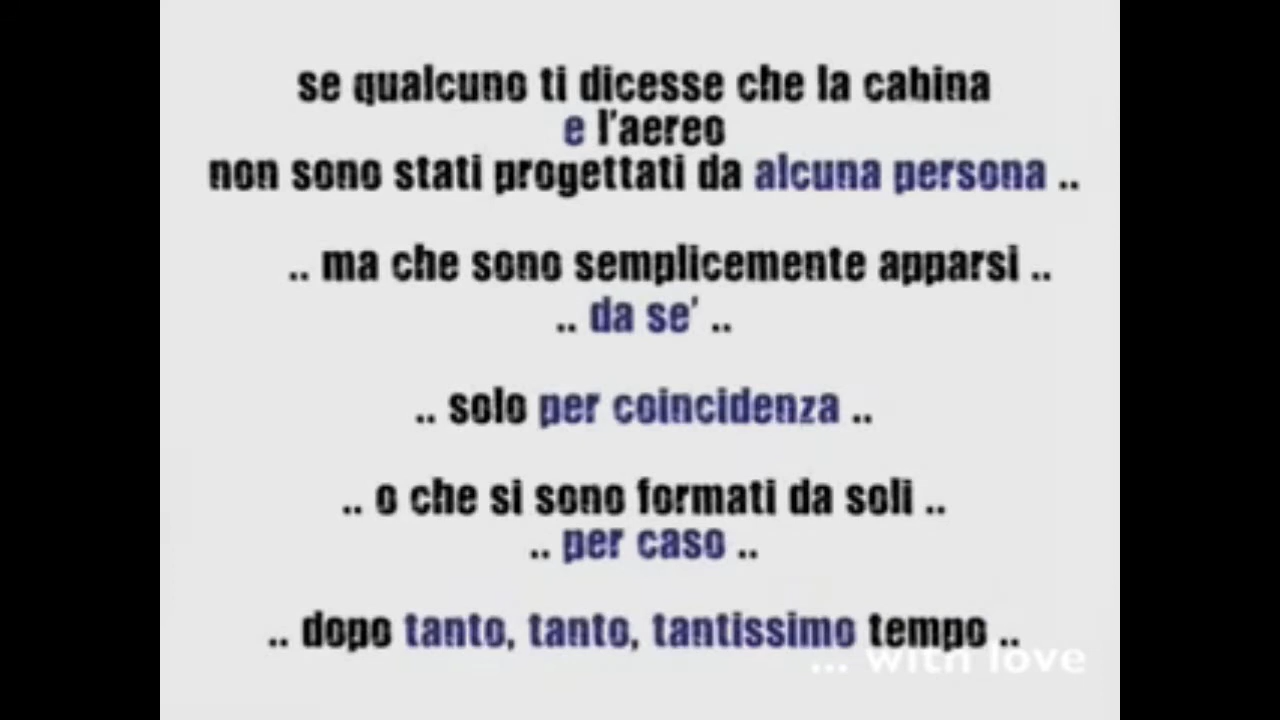 se qualcuno ti dicesse che la cabina
e l'aereo
non sono stati progettati da alcuna persona ..
.. ma che sono semplicemente apparsi ..
.. da se' ..
.. solo per coincidenza ..
.. o che si sono formati da soli ..
.. per caso ..
.. dopo tanto, tanto, tantissimo tempo ..
... with love